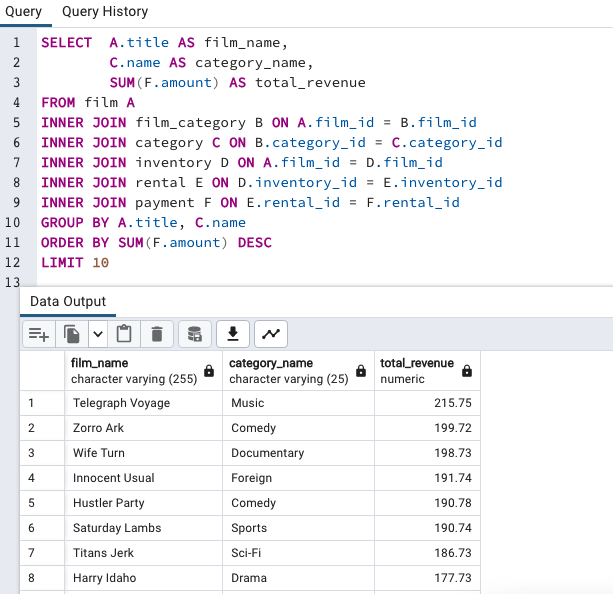 Query Query History
1 SELECT A.title AS film_name,
2 C.name AS category_name,
3 SUM(F.amount) AS total_revenue
4 FROM film A
5 INNER JOIN film_category B ON A.film_id = B.film_id
6 INNER JOIN category C ON B.category_id = C.category_id
7 INNER JOIN inventory D ON A.film_id = D.film_id
8 INNER JOIN rental E ON D.inventory_id = E.inventory_id
9 INNER JOIN payment F ON E.rental_id = F.rental_id
10 GROUP BY A.title, C.name
11 ORDER BY SUM(F.amount) DESC
12 LIMIT 10
13
Data Output
film_name category_name total_revenue
character varying (255) character varying (25) numeric
1 Telegraph Voyage Music 215.75
2 Zorro Ark Comedy 199.72
3 Wife Turn Documentary 198.73
4 Innocent Usual Foreign 191.74
5 Hustler Party Comedy 190.78
6 Saturday Lambs Sports 190.74
7 Titans Jerk Sci-Fi 186.73
8 Harry Idaho Drama 177.73